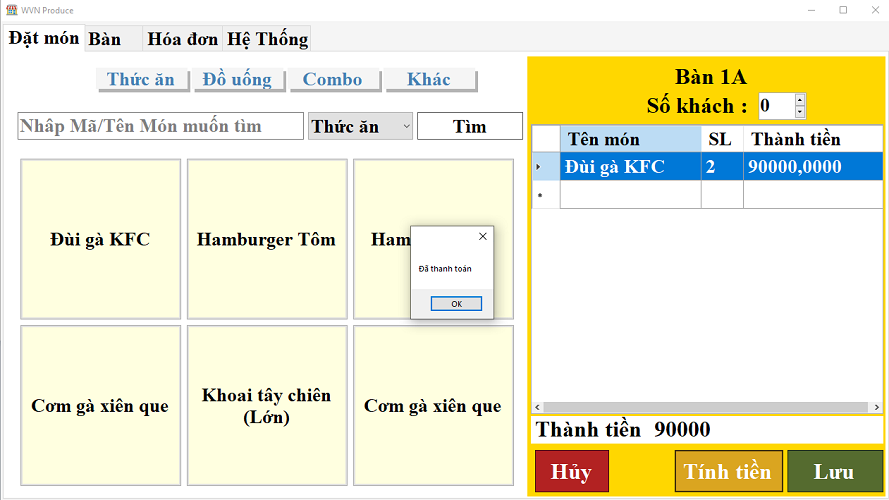 WVN Produce
Đặt món Bàn Hóa đơn Hệ Thống
Thức ăn Đồ uống Combo Khác
Nhâp Mã/Tên Món muốn tìm Thức ăn Tìm
Đùi gà KFC
Hamburger Tôm
Ham
Cơm gà xiên que
Khoai tây chiên
(Lớn)
Cơm gà xiên que
Đã thanh toán
OK
Bàn 1A
Số khách : 0
Tên món SL Thành tiền
Đùi gà KFC 2 90000,0000
Thành tiền 90000
Hủy Tính tiền Lưu